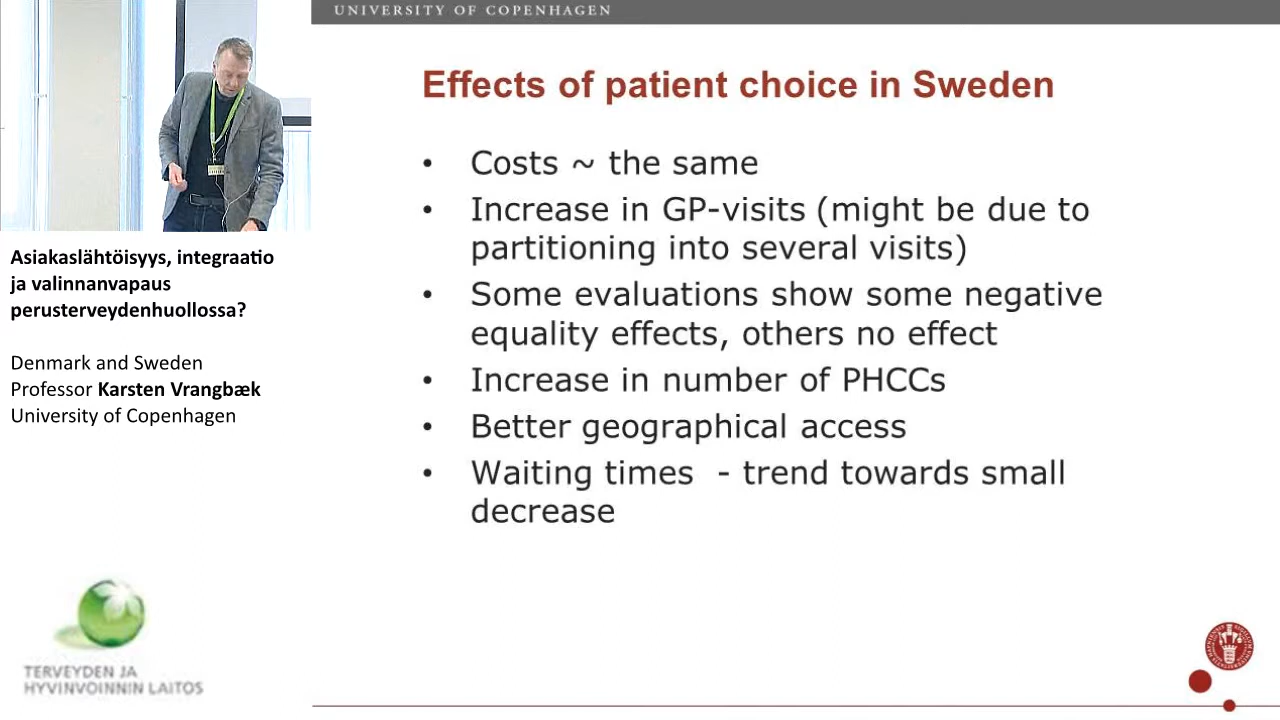 UNIVERSITY OF COPENHAGEN
Effects of patient choice in Sweden
• Costs ~ the same
• Increase in GP-visits (might be due to
partitioning into several visits)
• Some evaluations show some negative
equality effects, others no effect
• Increase in number of PHCCs
• Better geographical access
• Waiting times - trend towards small
decrease
Asiakaslähtöisyys, integraatio
ja valinnanvapaus
perusterveydenhuollossa?
Denmark and Sweden
Professor Karsten Vrangbæk
University of Copenhagen
TERVEYDEN JA
HYVINVOINNIN LAITOS